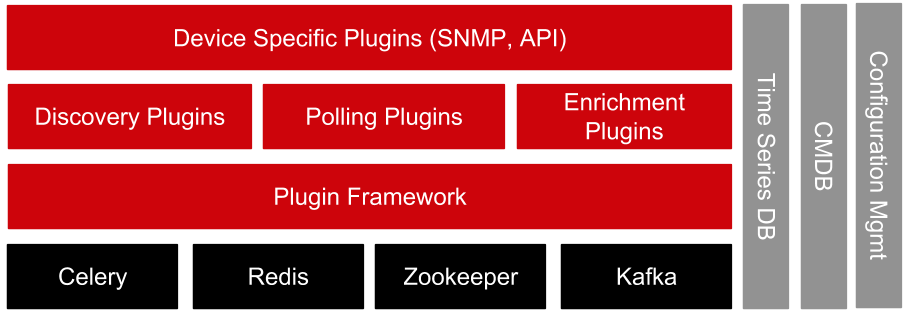 Device Specific Plugins (SNMP, API)
Discovery Plugins
Polling Plugins
Enrichment
Plugins
Plugin Framework
Celery
Redis
Zookeeper
Kafka
Time Series DB
CMDB
Configuration Mgmt